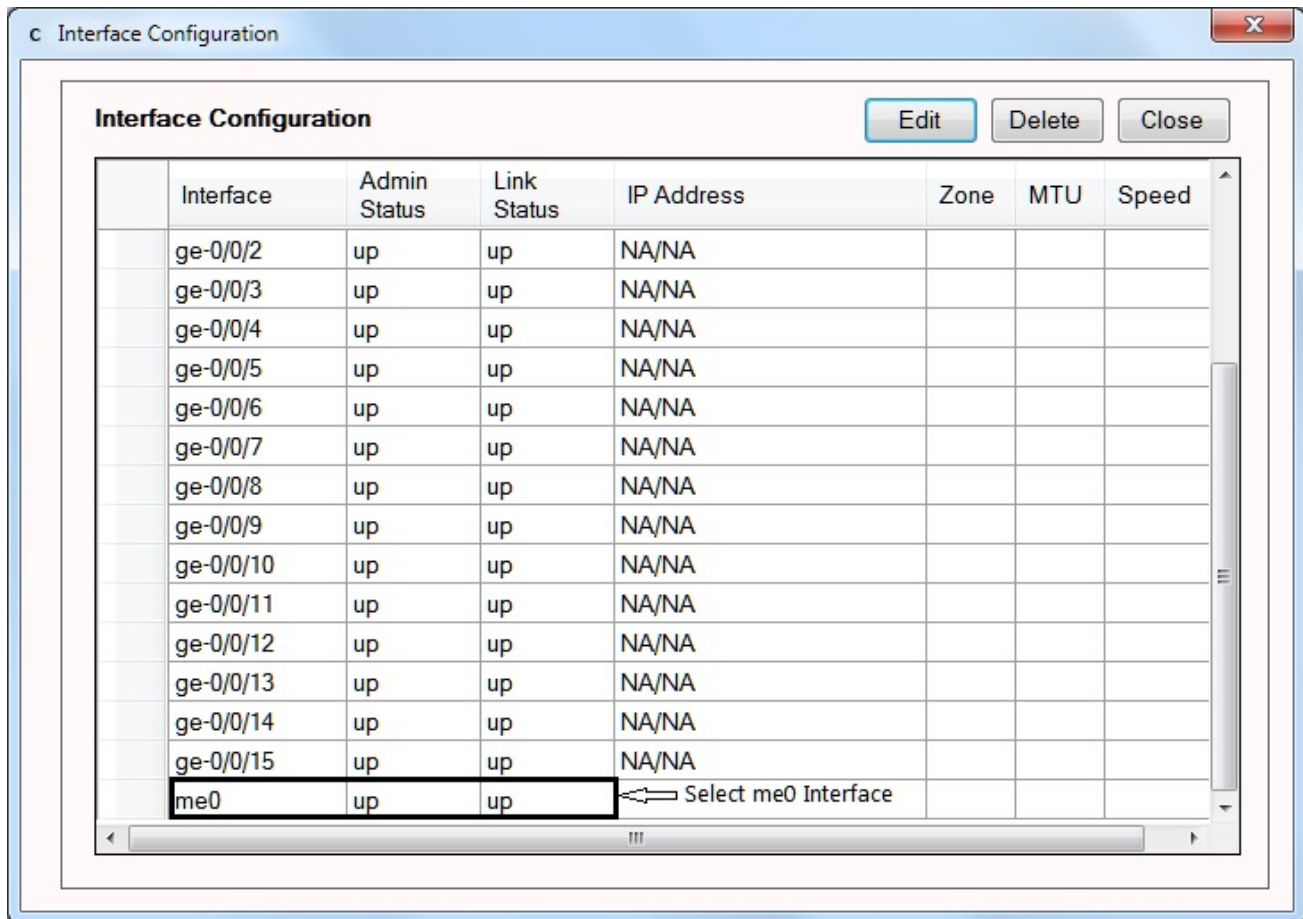 c Interface Configuration
X
Interface Configuration Edit Delete Close
Interface Admin Status Link Status IP Address Zone MTU Speed
ge-0/0/2 up up NA/NA
ge-0/0/3 up up NA/NA
ge-0/0/4 up up NA/NA
ge-0/0/5 up up NA/NA
ge-0/0/6 up up NA/NA
ge-0/0/7 up up NA/NA
ge-0/0/8 up up NA/NA
ge-0/0/9 up up NA/NA
ge-0/0/10 up up NA/NA
ge-0/0/11 up up NA/NA
ge-0/0/12 up up NA/NA
ge-0/0/13 up up NA/NA
ge-0/0/14 up up NA/NA
ge-0/0/15 up up NA/NA
me0 up up Select me0 Interface